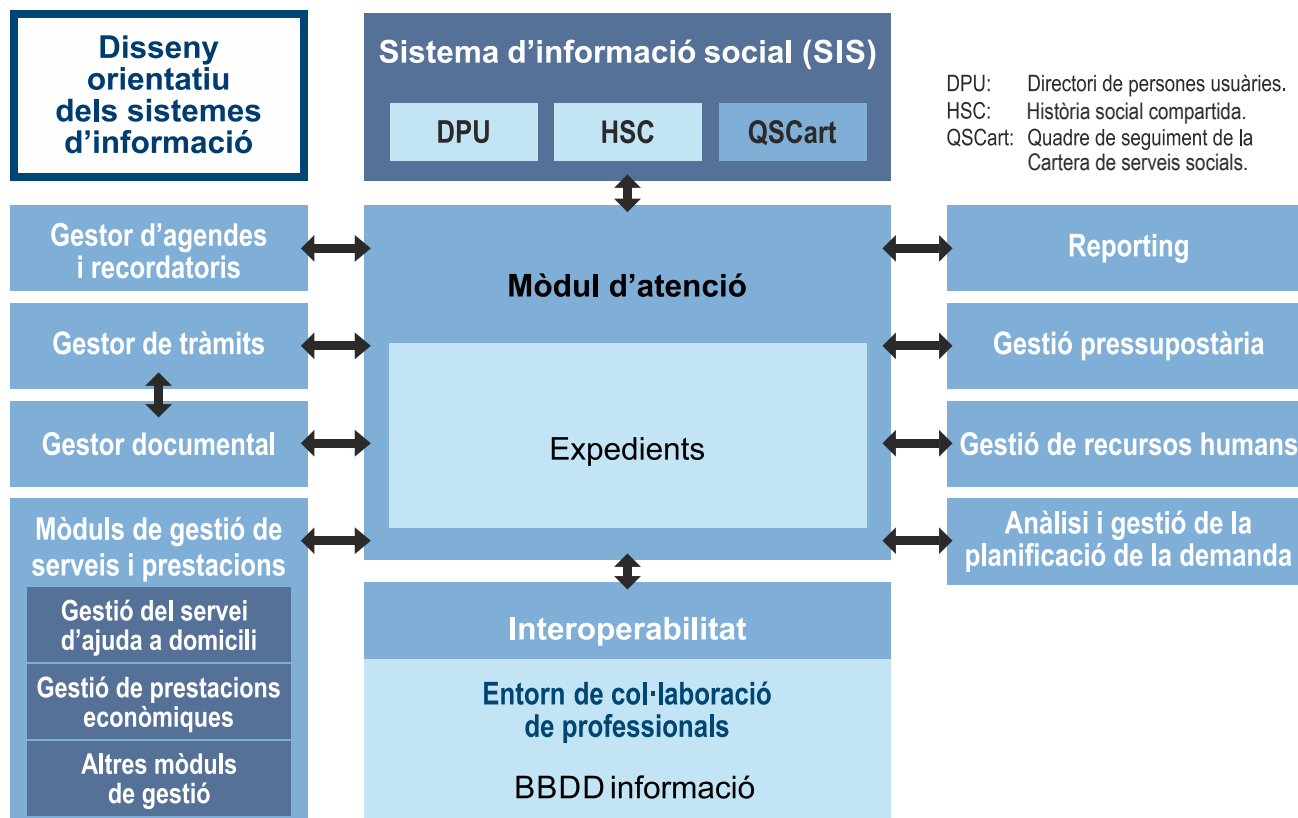 Disseny
orientatiu
dels sistemes
d’informació
Sistema d’informació social (SIS)
DPU
HSC
QSCart
DPU: Directori de persones usuàries.
HSC: Història social compartida.
QSCart: Quadre de seguiment de la
Cartera de serveis socials.
Gestor d’agendes
i recordatoris
Gestor de tràmits
Gestor documental
Mòduls de gestió de
serveis i prestacions
Gestió del servei
d’ajuda a domicili
Gestió de prestacions
econòmiques
Altres mòduls
de gestió
Mòdul d’atenció
Expedients
Interoperabilitat
Entorn de col·laboració
de professionals
BBDD informació
Reporting
Gestió pressupostària
Gestió de recursos humans
Anàlisi i gestió de la
planificació de la demanda